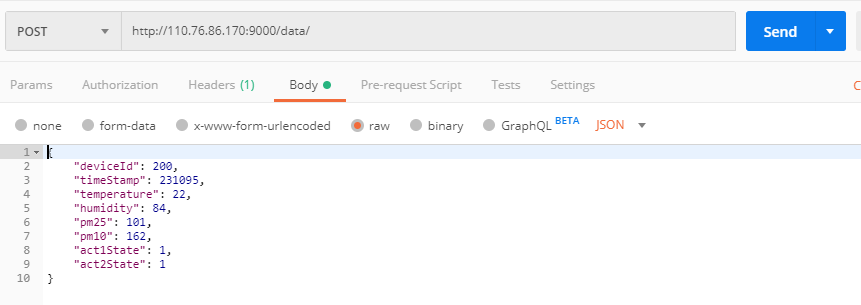 POST http://110.76.86.170:9000/data/ Send
Params Authorization Headers (1) Body Pre-request Script Tests Settings C
none form-data x-www-form-urlencoded raw binary GraphQL BETA JSON
1 {
2 "deviceId": 200,
3 "timeStamp": 231095,
4 "temperature": 22,
5 "humidity": 84,
6 "pm25": 101,
7 "pm10": 162,
8 "act1State": 1,
9 "act2State": 1
10 }